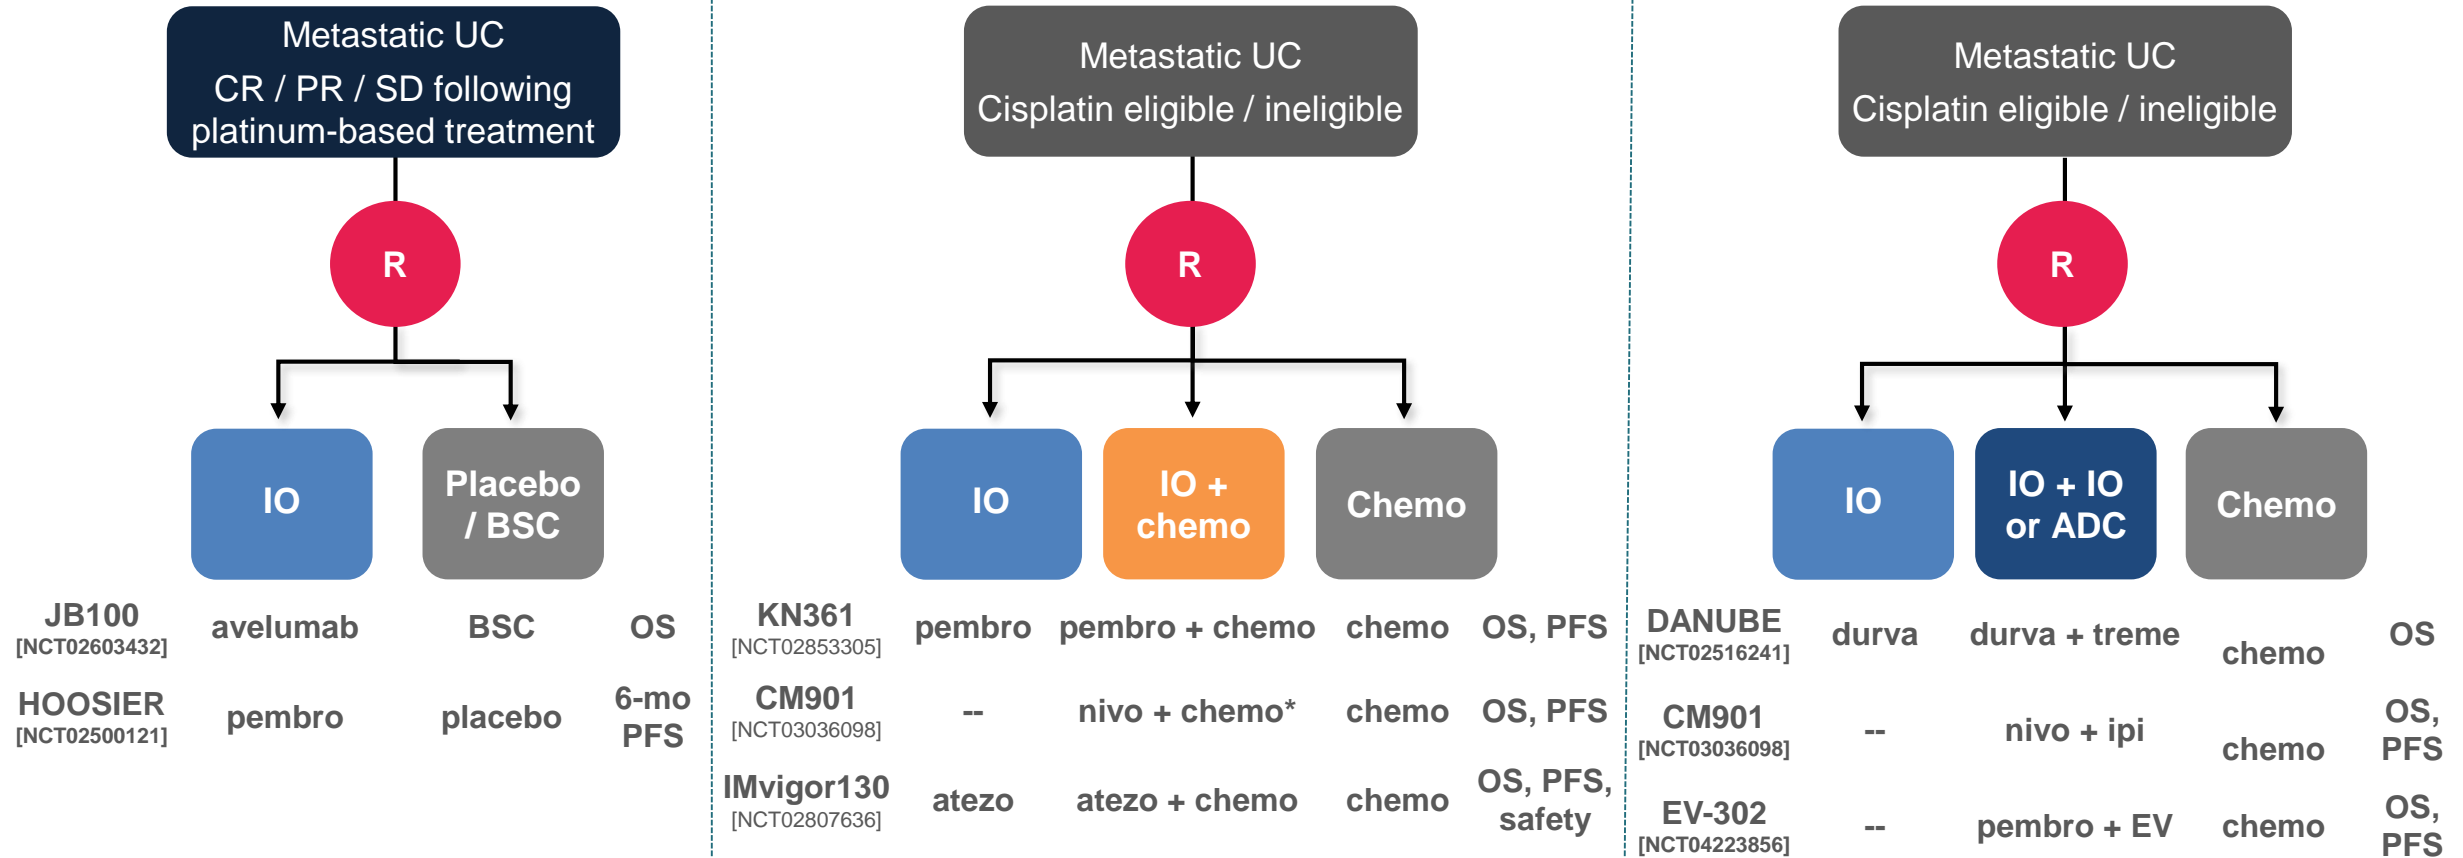 Metastatic UC
CR / PR / SD following
platinum-based treatment
R
IO
Placebo
/ BSC
JB100
[NCT02603432]
avelumab
BSC
OS
HOOSIER
[NCT02500121]
pembro
placebo
6-mo
PFS
Metastatic UC
Cisplatin eligible / ineligible
R
IO
IO +
chemo
Chemo
KN361
[NCT02853305]
pembro
pembro + chemo
chemo
OS, PFS
CM901
[NCT03036098]
--
nivo + chemo*
chemo
OS, PFS
IMvigor130
[NCT02807636]
atezo
atezo + chemo
chemo
OS, PFS,
safety
Metastatic UC
Cisplatin eligible / ineligible
R
IO
IO + IO
or ADC
Chemo
DANUBE
[NCT02516241]
durva
durva + treme
chemo
OS
CM901
[NCT03036098]
--
nivo + ipi
chemo
OS,
PFS
EV-302
[NCT04223856]
--
pembro + EV
chemo
OS,
PFS